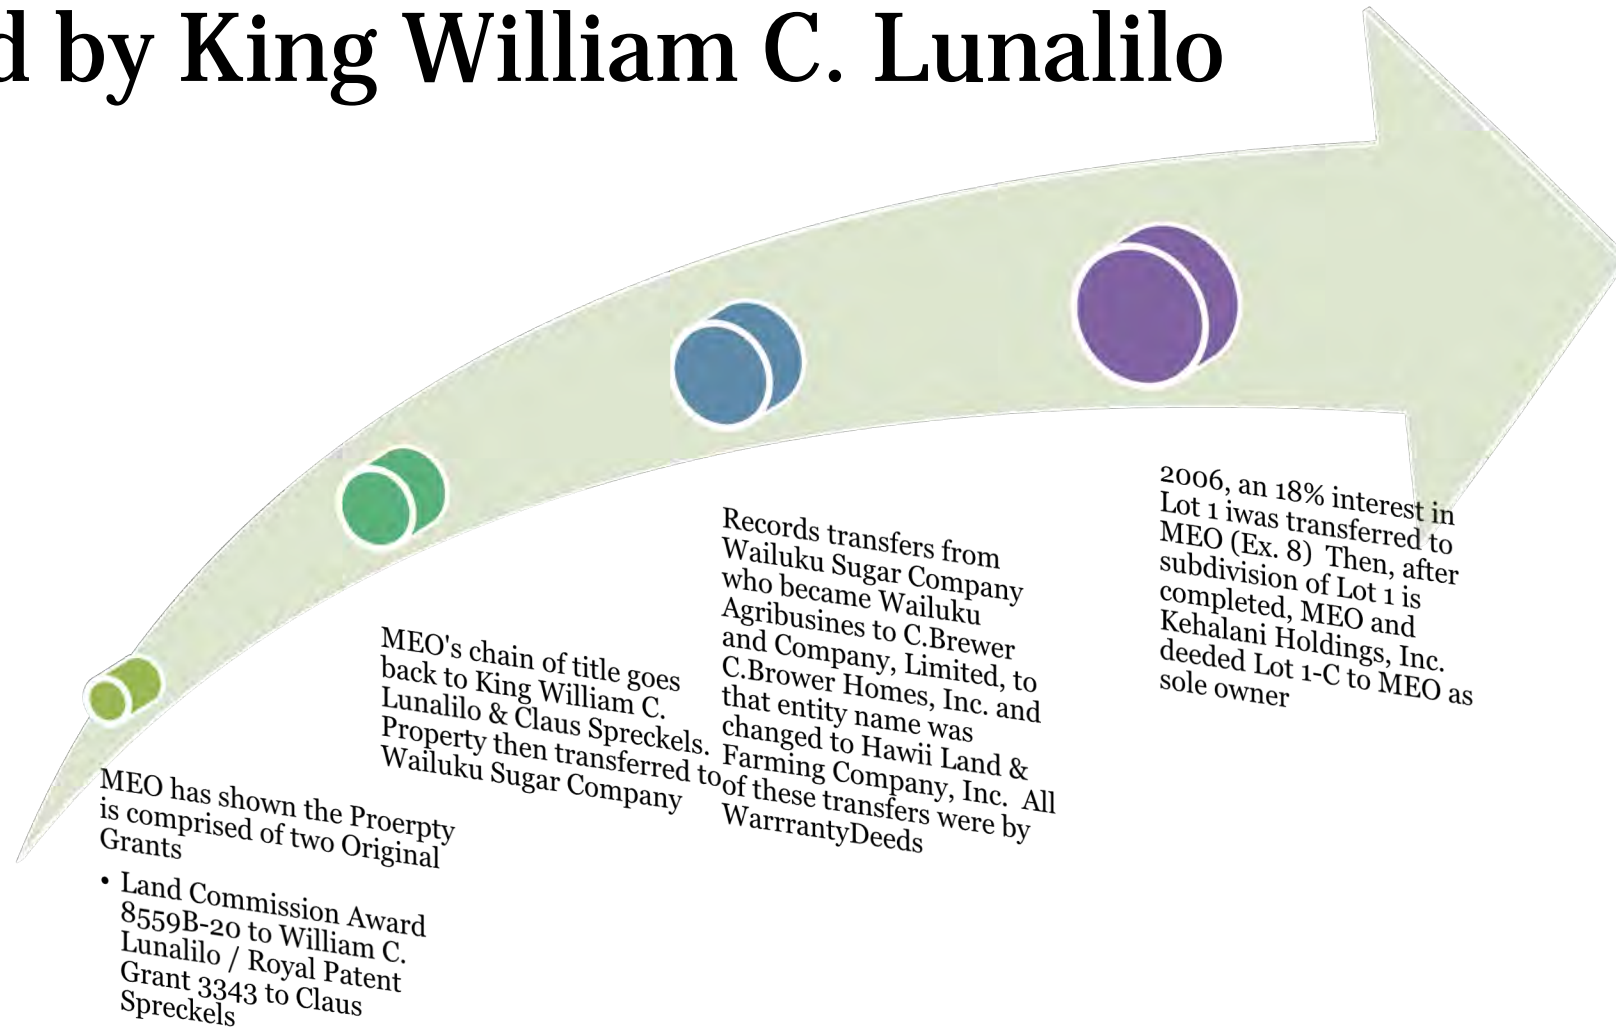 d by King William C. Lunalilo
MEO has shown the Proerpty
is comprised of two Original
Grants
• Land Commission Award
8559B-20 to William C.
Lunalilo / Royal Patent
Grant 3343 to Claus
Spreckels
MEO's chain of title goes
back to King William C.
Lunalilo & Claus Spreckels.
Property then transferred to
Wailuku Sugar Company
Records transfers from
Wailuku Sugar Company
who became Wailuku
Agribusines to C.Brewer
and Company, Limited, to
C.Brower Homes, Inc. and
that entity name was
changed to Hawii Land &
Farming Company, Inc.  All
of these transfers were by
WarrrantyDeeds
2006, an 18% interest in
Lot 1 iwas transferred to
MEO (Ex. 8)  Then, after
subdivision of Lot 1 is
completed, MEO and
Kehalani Holdings, Inc.
deeded Lot 1-C to MEO as
sole owner